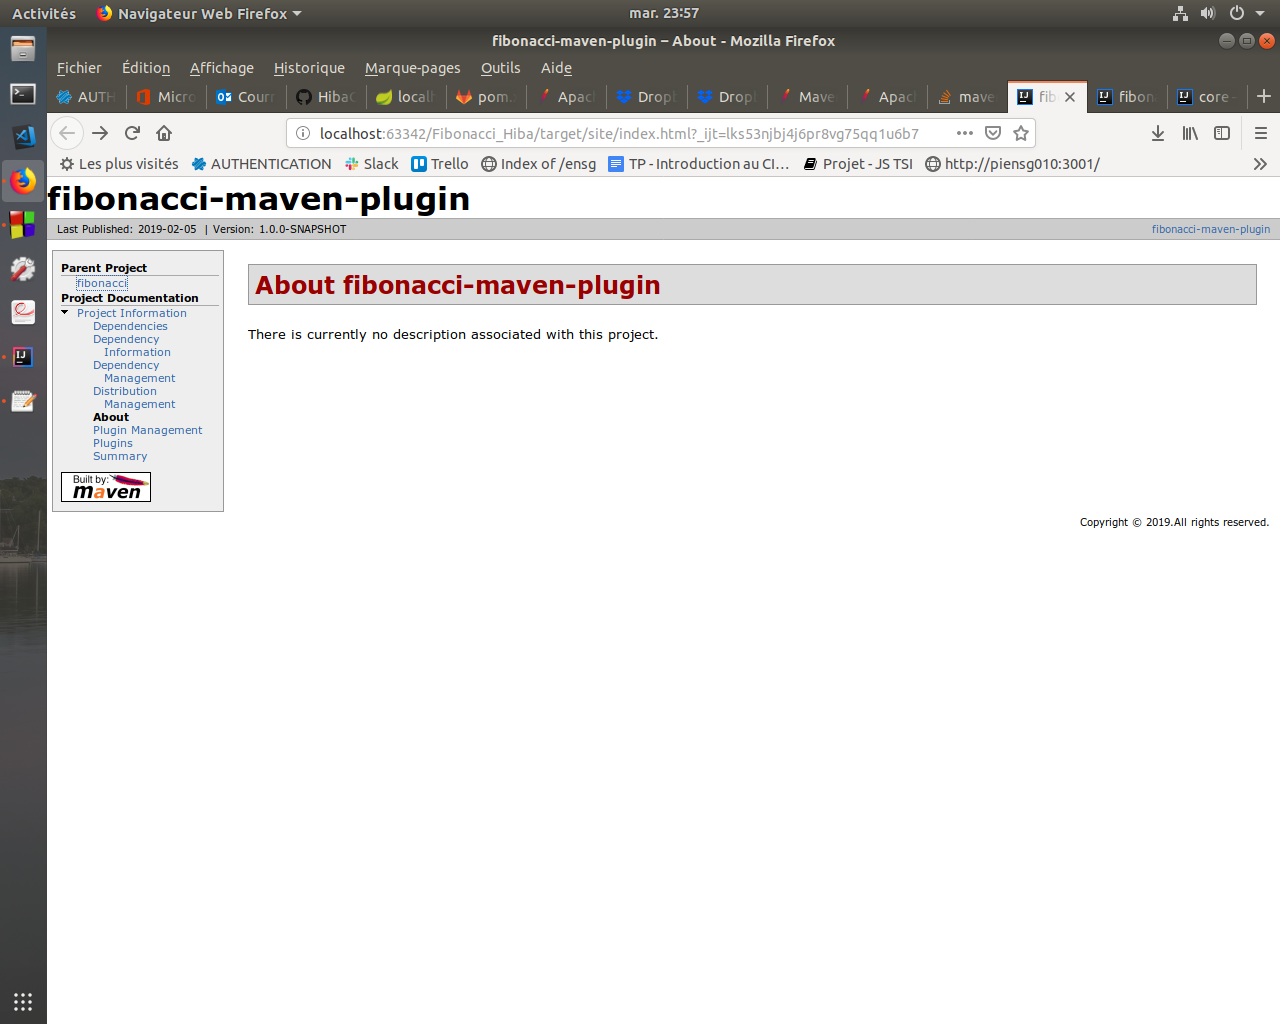 Activités Navigateur Web Firefox mar. 23:57
fibonacci-maven-plugin – About - Mozilla Firefox
Fichier Édition Affichage Historique Marque-pages Outils Aide
AUTH Micro Cour Hiba localh pom. Apach Drop Drop Mave Apach mave fib fibon core -
localhost:63342/Fibonacci_Hiba/target/site/index.html?_ijt=lks53njbj4j6pr8vg75qq1u6b7
Les plus visités AUTHENTICATION Slack Trello Index of /ensg TP - Introduction au CI… Projet - JS TSI http://piensg010:3001/
fibonacci-maven-plugin
Last Published: 2019-02-05 | Version: 1.0.0-SNAPSHOT fibonacci-maven-plugin
Parent Project
fibonacci
Project Documentation
Project Information
Dependencies
Dependency
Information
Dependency
Management
Distribution
Management
About
Plugin Management
Plugins
Summary
Built by:
maven
About fibonacci-maven-plugin
There is currently no description associated with this project.
Copyright © 2019.All rights reserved.